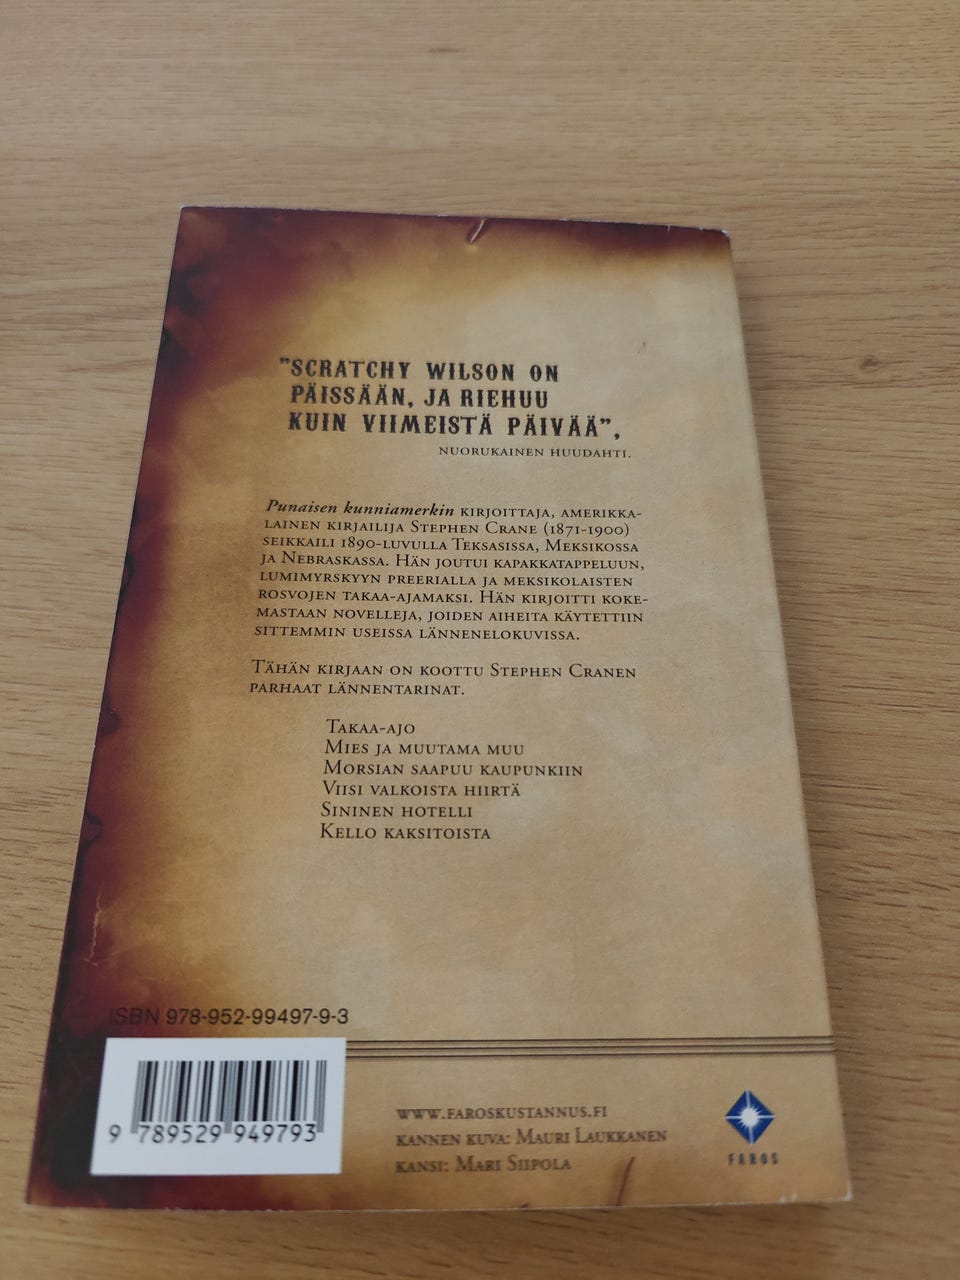 "SCRATCHY WILSON ON
PÄISSÄÄN, JA RIEHUU
KUIN VIIMEISTÄ PÄIVÄÄ",
NUORUKAINEN HUUDAHTI.
Punaisen kunniamerkin KIRJOITTAJA, AMERIKKA-
LAINEN KIRJAILIJA STEPHEN CRANE (1871-1900)
SEIKKAILI 1890-LUVULLA TEKSASISSA, MEKSIKOSSA
JA NEBRASKASSA. HÄN JOUTUI KAPAKKATAPPELUUN,
LUMIMYRSKYYN PREERIALLA JA MEKSIKOLAISTEN
ROSVOJEN TAKAA-AJAMAKSI. HÄN KIRJOITTI KOKE-
MASTAAN NOVELLEJA, JOIDEN AIHEITA KÄYTETTIIN
SITTEMMIN USEISSA LÄNNENELOKUVISSA.
TÄHÄN KIRJAAN ON KOOTTU STEPHEN CRANEN
PARHAAT LÄNNENTARINAT.
TAKAA-AJO
MIES JA MUUTAMA MUU
MORSIAN SAAPUU KAUPUNKIIN
VIISI VALKOISTA HIIRTÄ
SININEN HOTELLI
KELLO KAKSITOISTA
ISBN 978-952-99497-9-3
9 789529 949793
WWW.FAROSKUSTANNUS.FI
KANNEN KUVA: MAURI LAUKKANEN
KANSI: MARI SIIPOLA
FAROS